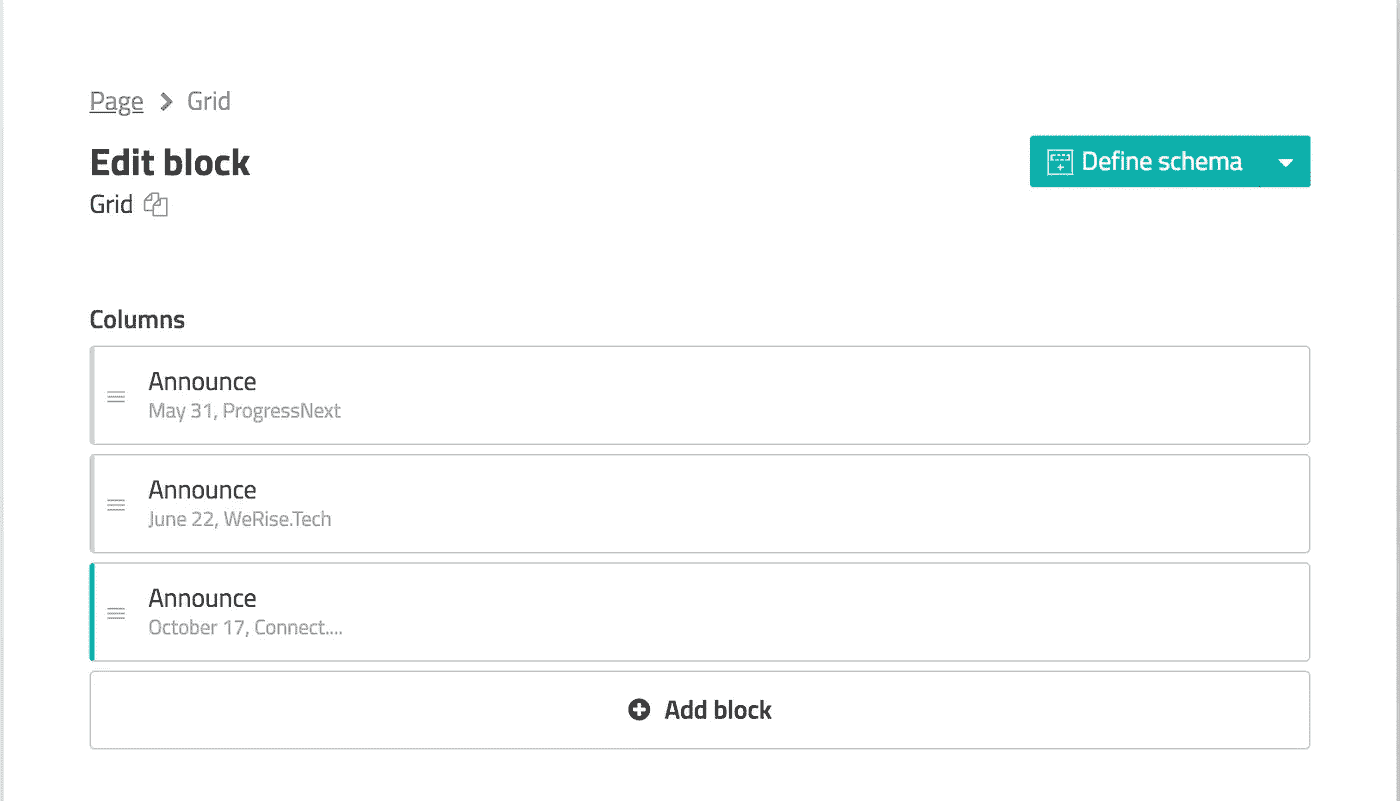 Page > Grid
Edit block
Define schema
Grid
Columns
Announce
May 31, ProgressNext
Announce
June 22, WeRise.Tech
Announce
October 17, Connect....
Add block